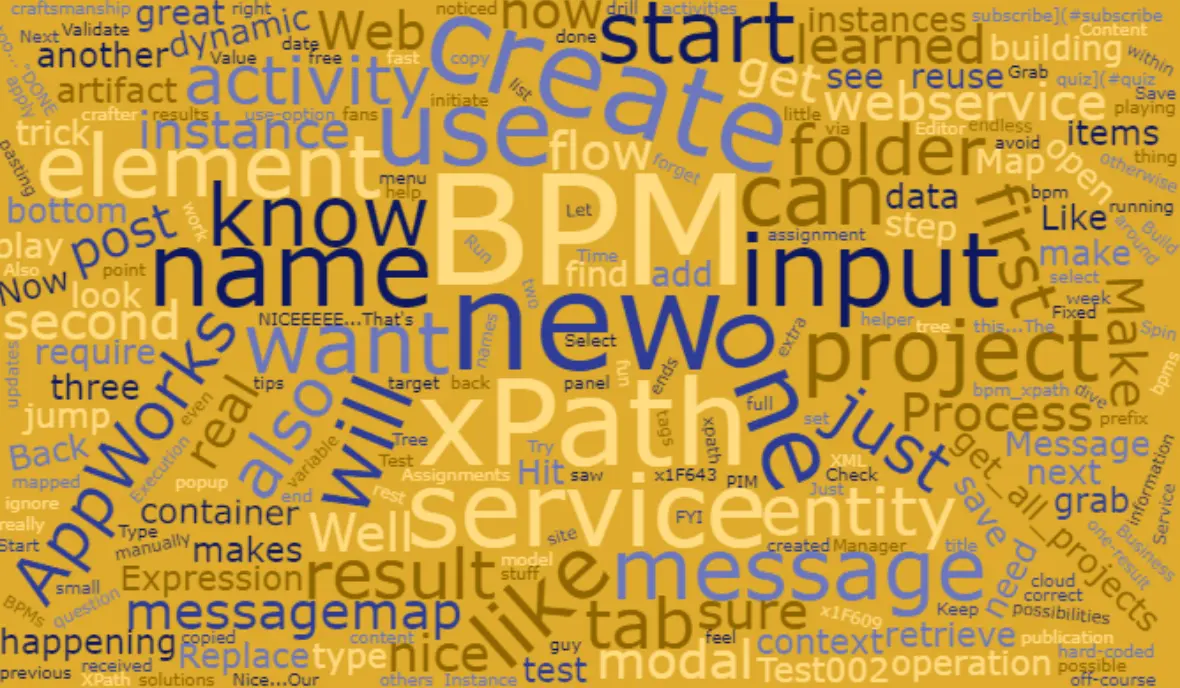 craftsmanship
great
right
dynamic
Web
noticed
now
drill
activities
start
instances
subscribe](#subscribe
Content
Next
Validate
another
date
Value
free
done
create
learned
building
within
too....DONE
apply
artifact
activity
fast
copy
list
get
see
reuse
Grab
quiz](#quiz
Save
crafter
results
use-option
fans
initiate
use
little
webservice
playing
trick
instance
via
Editor
endless
avoid
items
pasting
element
flow
forget
folder
Map
open
otherwise
thing
menu
help
BPM
can
data
bpm
running
bottom
post
work
know
Let
step
first
Like
around
Build
play
Also
point
name
Run
Time
find
add
assignment
input
make
select
Now
look
two
new
week
Fixed
Make
second
NICEEEEE...That's
names
Select
one
extra
helper
tree
this...The
Spin
updates
require
AppWorks
want
project
bpms
three
real
even
also
tips
will
target
back
panel
fun
ends
full
bpm_xpath
dive
jump
xPath
tags
xpath
set
just
Process
prefix
Back
Execution
variable
Tree
Test
Try
Message
mapped
popup
Assignments
Hit
saw
x1F643
PIM
XML
Check
next
get_all_projects
information
ignore
end
rest
Just
save
grab
Service
really
container
Well
service
FYI
entity
one-result
Business
Start
Type
manually
makes
site
created
Manager
title
need
small
Expression
result
model
stuff
like
message
cloud
correct
BPMs
question
messagemap
tab
sure
x1F609
Keep
possibilities
happening
copied
content
nice
guy
feel
context
retrieve
publication
hard-coded
previous
received
Replace
type
test
modal
Test002
operation
possible
XPath
solutions
Nice...Our
others
Instance
off-course